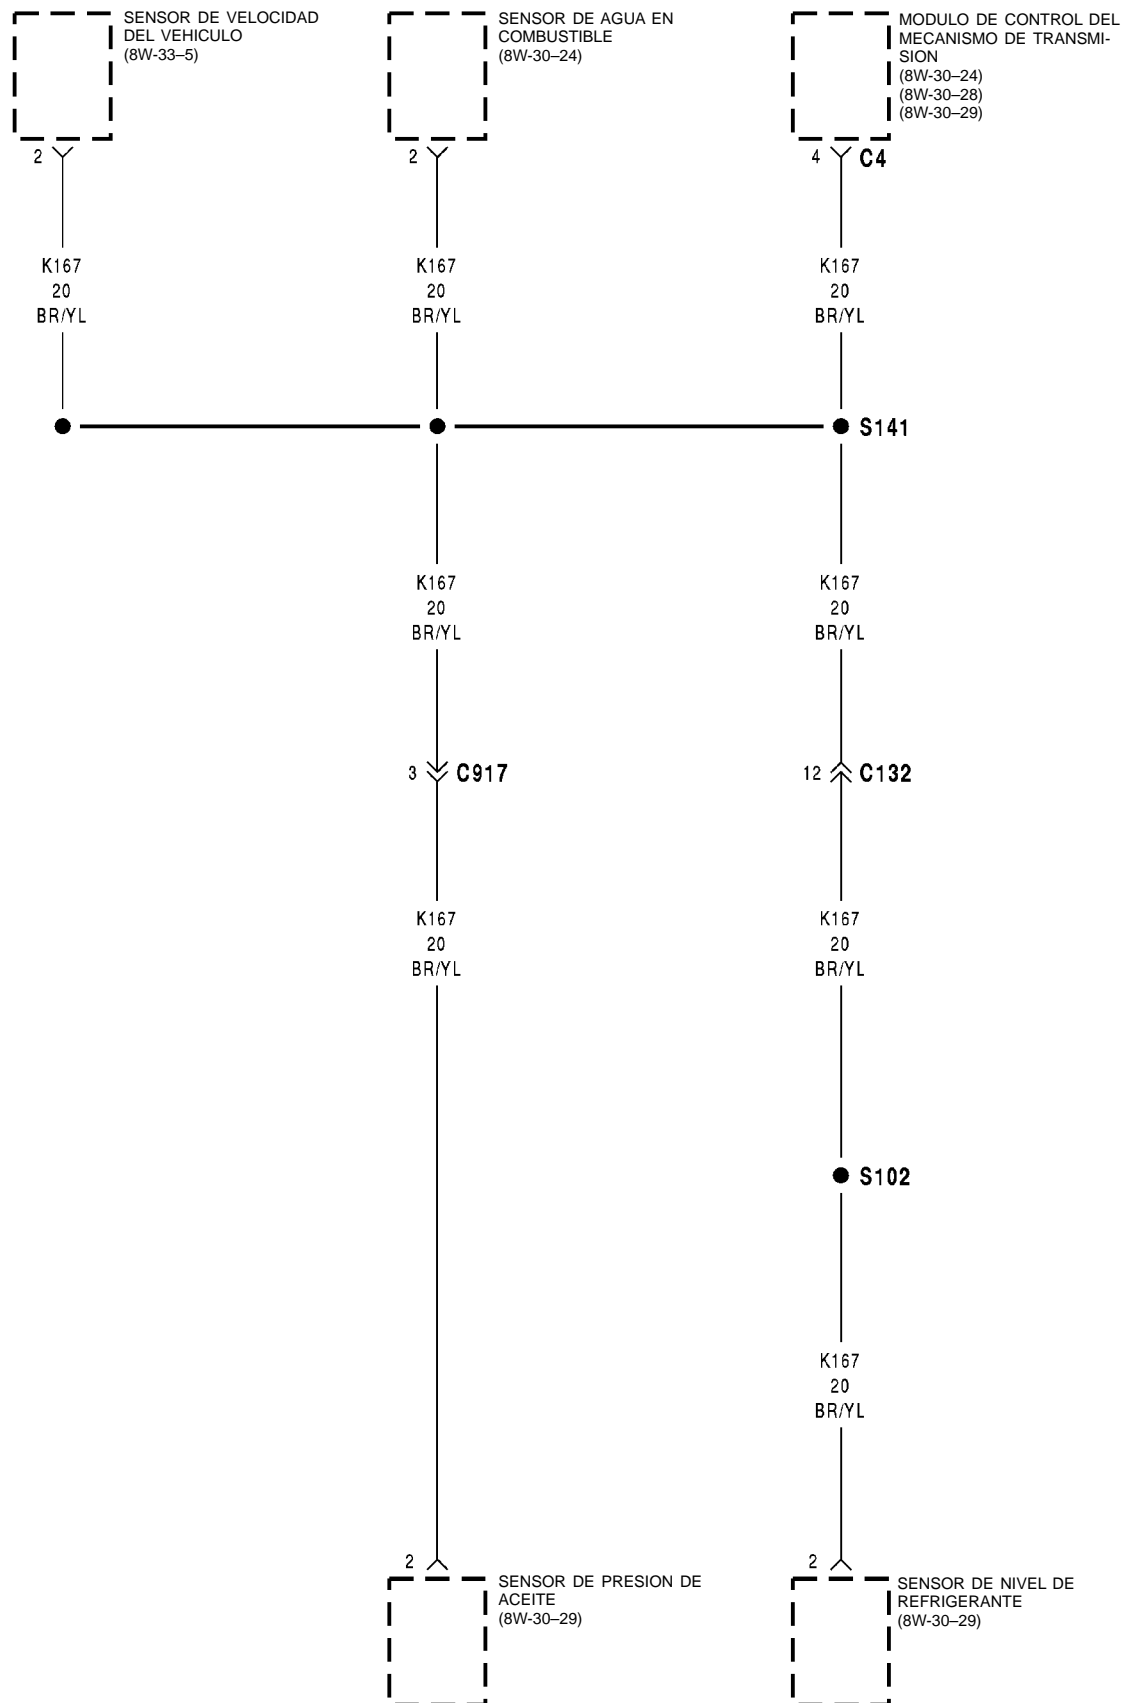 SENSOR DE VELOCIDAD
DEL VEHICULO
(8W-33–5)
SENSOR DE AGUA EN
COMBUSTIBLE
(8W-30–24)
MODULO DE CONTROL DEL
MECANISMO DE TRANSMI-
SION
(8W-30–24)
(8W-30–28)
(8W-30–29)
2
2
4 C4
K167
20
BR/YL
K167
20
BR/YL
K167
20
BR/YL
S141
K167
20
BR/YL
K167
20
BR/YL
3 C917
12 C132
K167
20
BR/YL
K167
20
BR/YL
S102
K167
20
BR/YL
2
2
SENSOR DE PRESION DE
ACEITE
(8W-30–29)
SENSOR DE NIVEL DE
REFRIGERANTE
(8W-30–29)